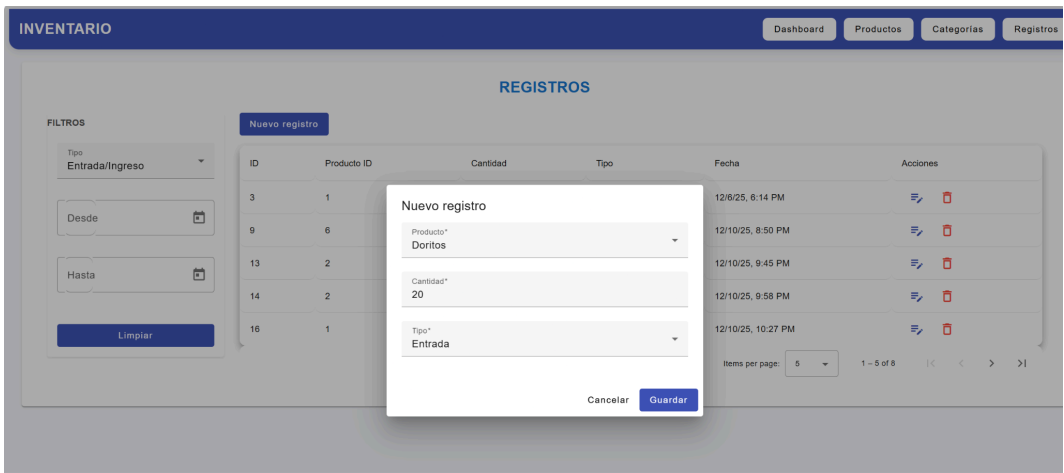 INVENTARIO
Dashboard Productos Categorías Registros
REGISTROS
FILTROS
Tipo
Entrada/Ingreso
Desde
Hasta
Limpiar
Nuevo registro
ID Producto ID Cantidad Tipo Fecha Acciones
3 1 12/6/25, 6:14 PM
9 6 12/10/25, 8:50 PM
13 2 12/10/25, 9:45 PM
14 2 12/10/25, 9:58 PM
16 1 12/10/25, 10:27 PM
Items per page: 5 1 – 5 of 8
Nuevo registro
Producto*
Doritos
Cantidad*
20
Tipo*
Entrada
Cancelar Guardar